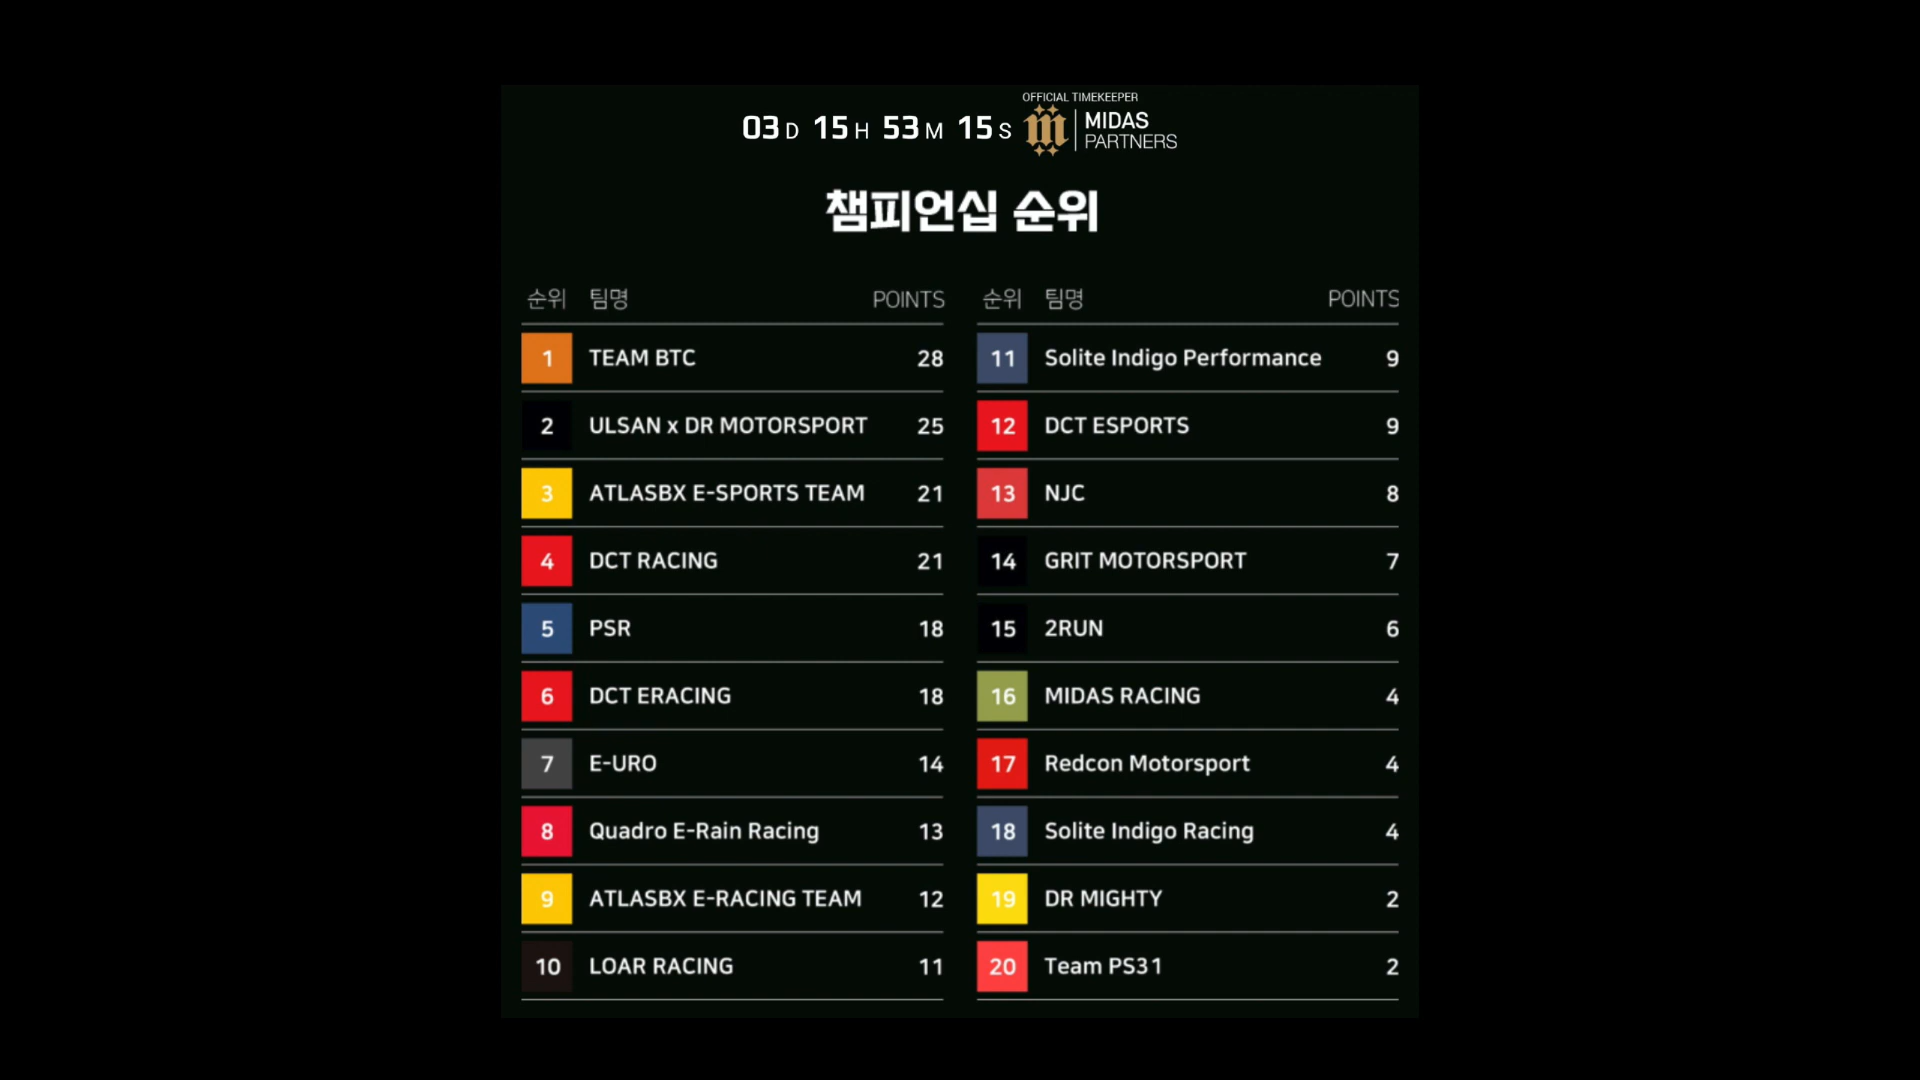 OFFICIAL TIMEKEEPER
03 D 15 H 53 M 15 S
MIDAS
PARTNERS
챔피언십 순위
순위 팀명 POINTS
1 TEAM BTC 28
2 ULSAN x DR MOTORSPORT 25
3 ATLASBX E-SPORTS TEAM 21
4 DCT RACING 21
5 PSR 18
6 DCT ERACING 18
7 E-URO 14
8 Quadro E-Rain Racing 13
9 ATLASBX E-RACING TEAM 12
10 LOAR RACING 11
순위 팀명 POINTS
11 Solite Indigo Performance 9
12 DCT ESPORTS 9
13 NJC 8
14 GRIT MOTORSPORT 7
15 2RUN 6
16 MIDAS RACING 4
17 Redcon Motorsport 4
18 Solite Indigo Racing 4
19 DR MIGHTY 2
20 Team PS31 2